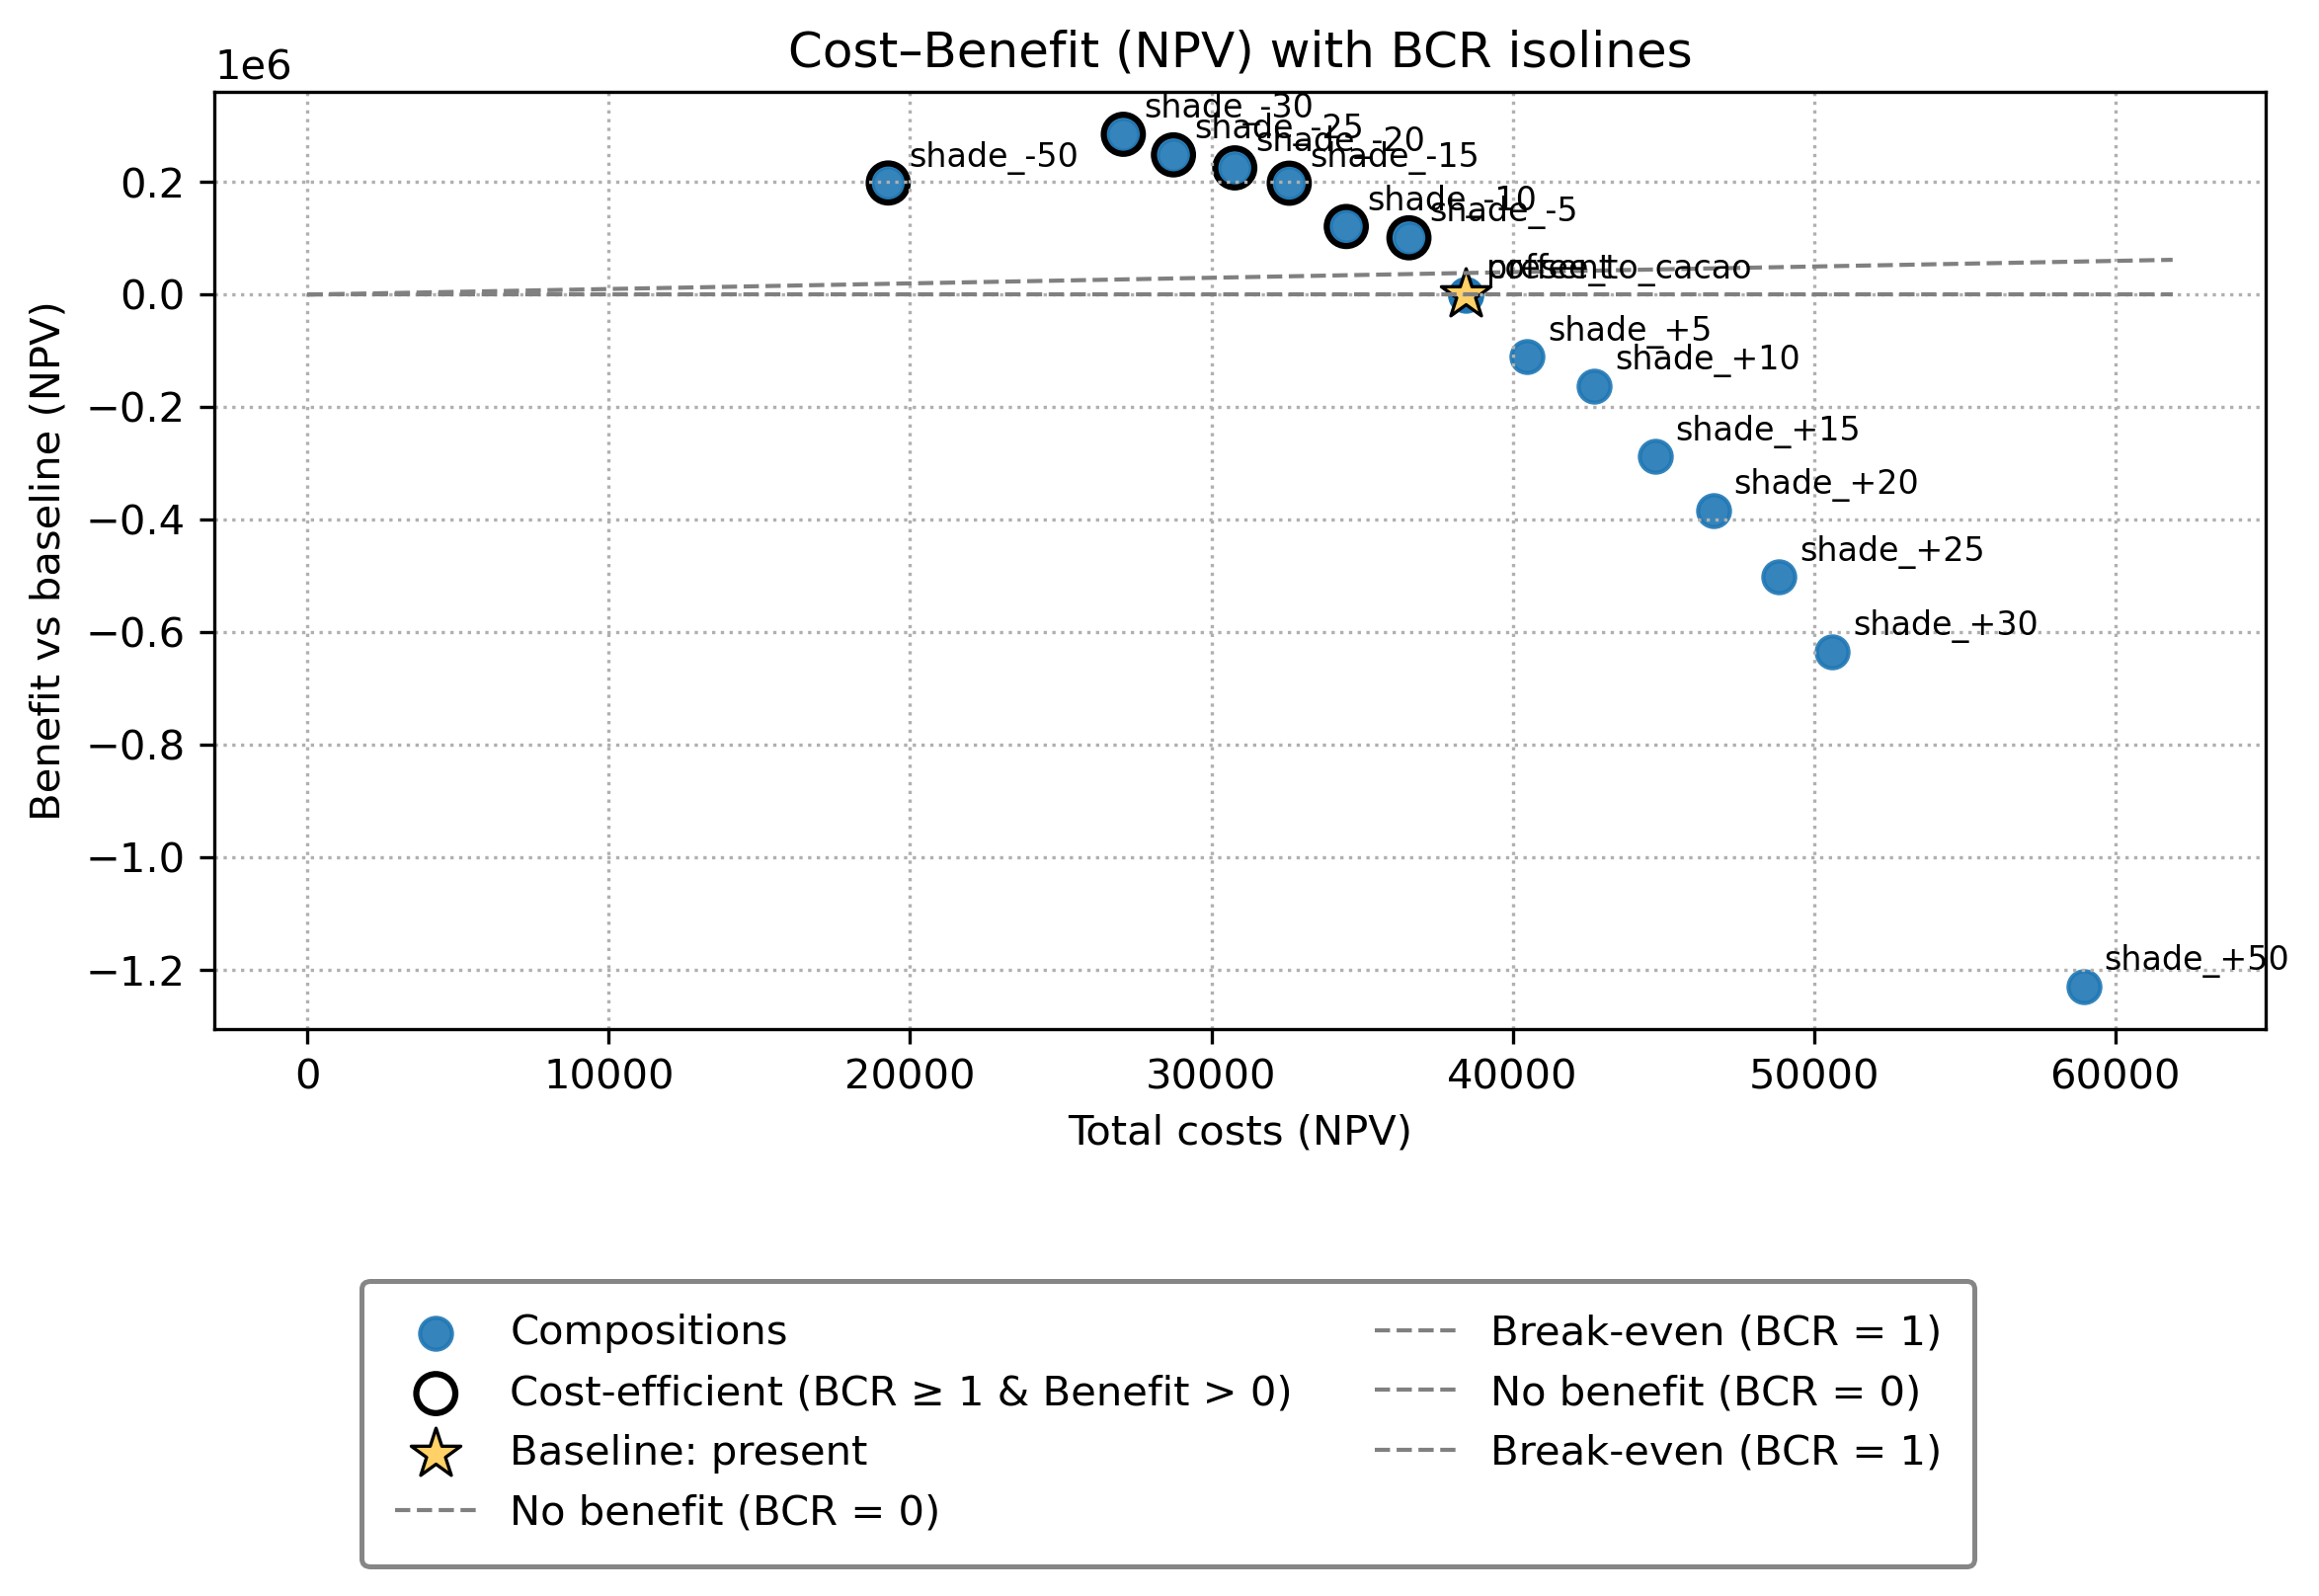 Cost–Benefit (NPV) with BCR isolines
1e6
Benefit vs baseline (NPV)
0.2
0.0
−0.2
−0.4
−0.6
−0.8
−1.0
−1.2
shade_-30
shade_-25
shade_-20
shade_-15
shade_-50
shade_-10
shade_-5
present
coffee_to_cacao
shade_+5
shade_+10
shade_+15
shade_+20
shade_+25
shade_+30
shade_+50
0 10000 20000 30000 40000 50000 60000
Total costs (NPV)
Compositions
Cost-efficient (BCR ≥ 1 & Benefit > 0)
Baseline: present
No benefit (BCR = 0)
Break-even (BCR = 1)
No benefit (BCR = 0)
Break-even (BCR = 1)